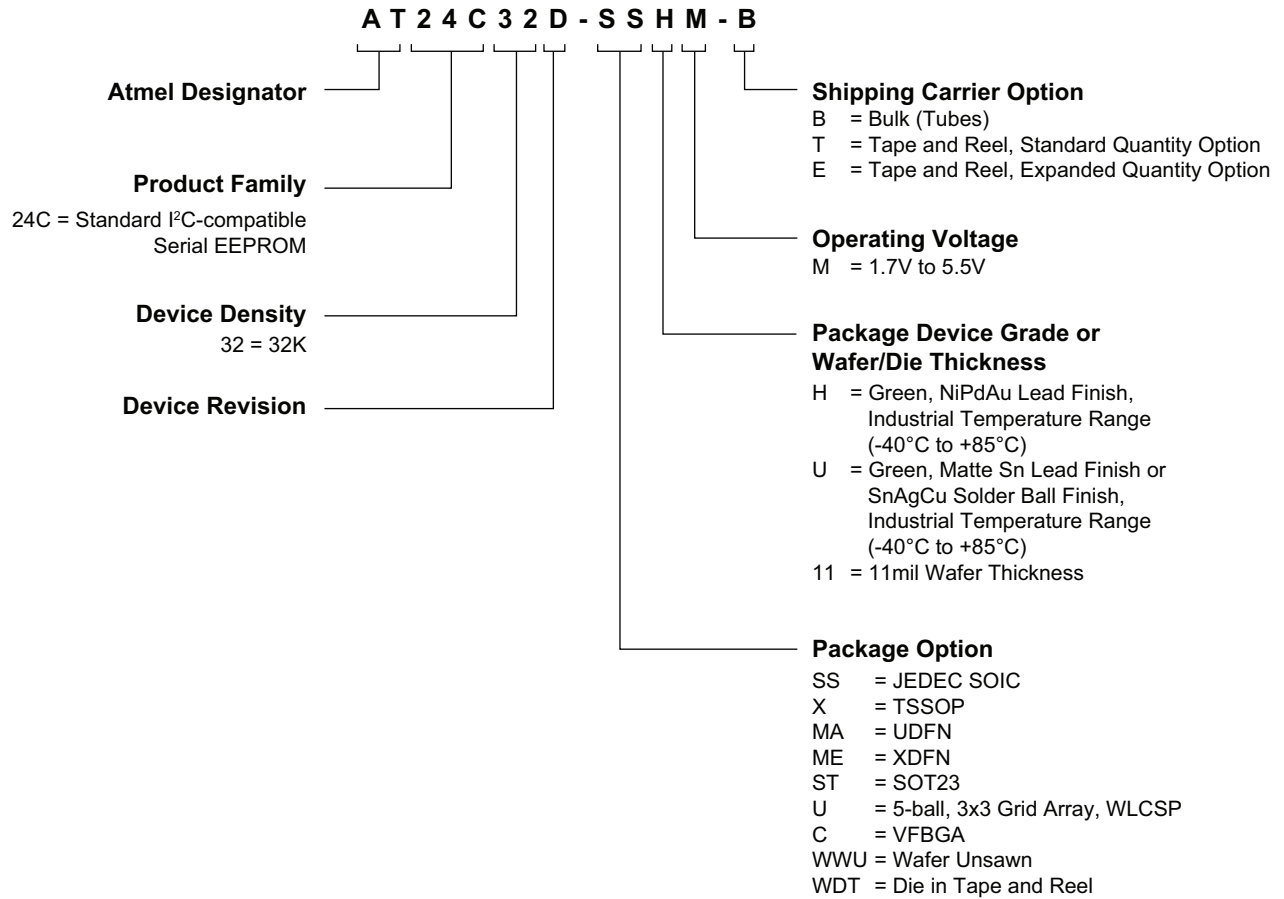 AT24C32D-SSHM-B
Atmel Designator
Product Family
24C = Standard I²C-compatible
Serial EEPROM
Device Density
32 = 32K
Device Revision
Shipping Carrier Option
B = Bulk (Tubes)
T = Tape and Reel, Standard Quantity Option
E = Tape and Reel, Expanded Quantity Option
Operating Voltage
M = 1.7V to 5.5V
Package Device Grade or
Wafer/Die Thickness
H = Green, NiPdAu Lead Finish,
Industrial Temperature Range
(-40°C to +85°C)
U = Green, Matte Sn Lead Finish or
SnAgCu Solder Ball Finish,
Industrial Temperature Range
(-40°C to +85°C)
11 = 11mil Wafer Thickness
Package Option
SS = JEDEC SOIC
X = TSSOP
MA = UDFN
ME = XDFN
ST = SOT23
U = 5-ball, 3x3 Grid Array, WLCSP
C = VFBGA
WWU = Wafer Unsawn
WDT = Die in Tape and Reel